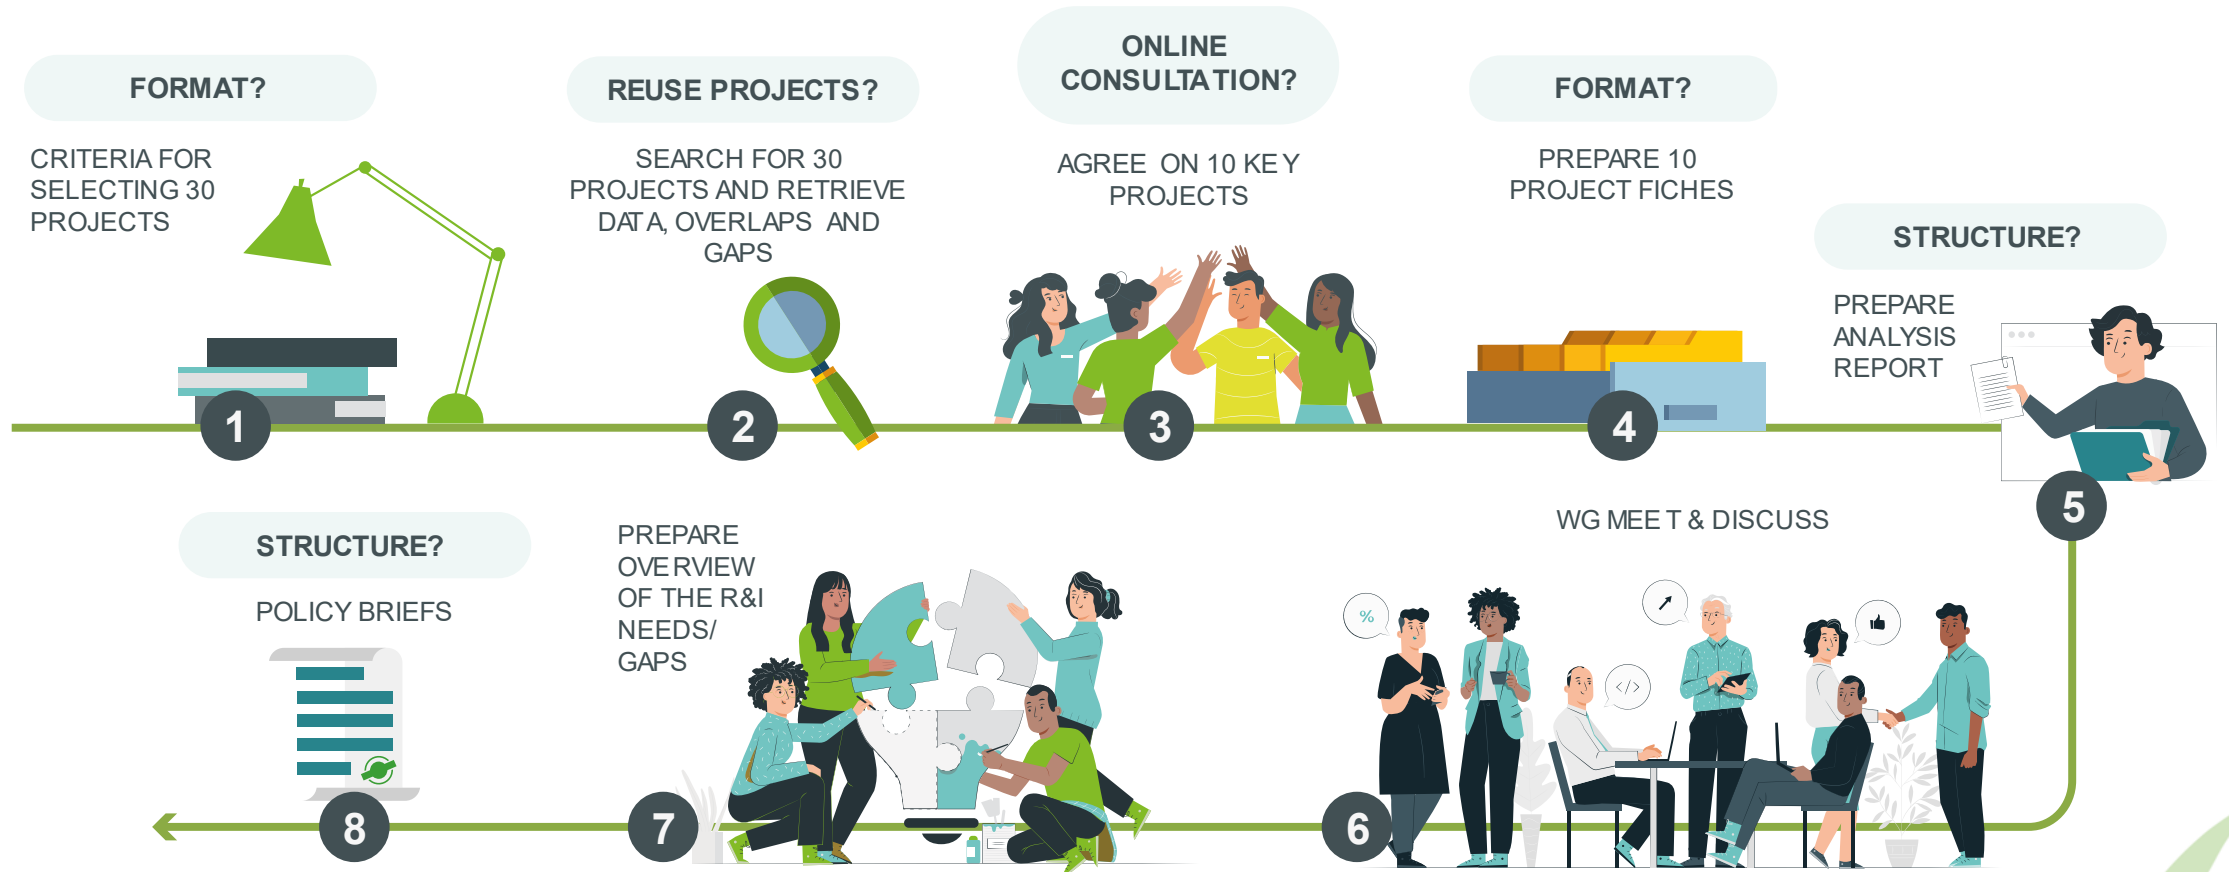 FORMAT?
CRITERIA FOR
SELECTING 30
PROJECTS
1
REUSE PROJECTS?
SEARCH FOR 30
PROJECTS AND RETRIEVE
DATA, OVERLAPS AND
GAPS
2
ONLINE
CONSULTATION?
AGREE ON 10 KEY
PROJECTS
3
FORMAT?
PREPARE 10
PROJECT FICHES
4
STRUCTURE?
PREPARE
ANALYSIS
REPORT
5
WG MEET & DISCUSS
%
</>
6
PREPARE
OVERVIEW
OF THE R&I
NEEDS/
GAPS
7
STRUCTURE?
POLICY BRIEFS
8